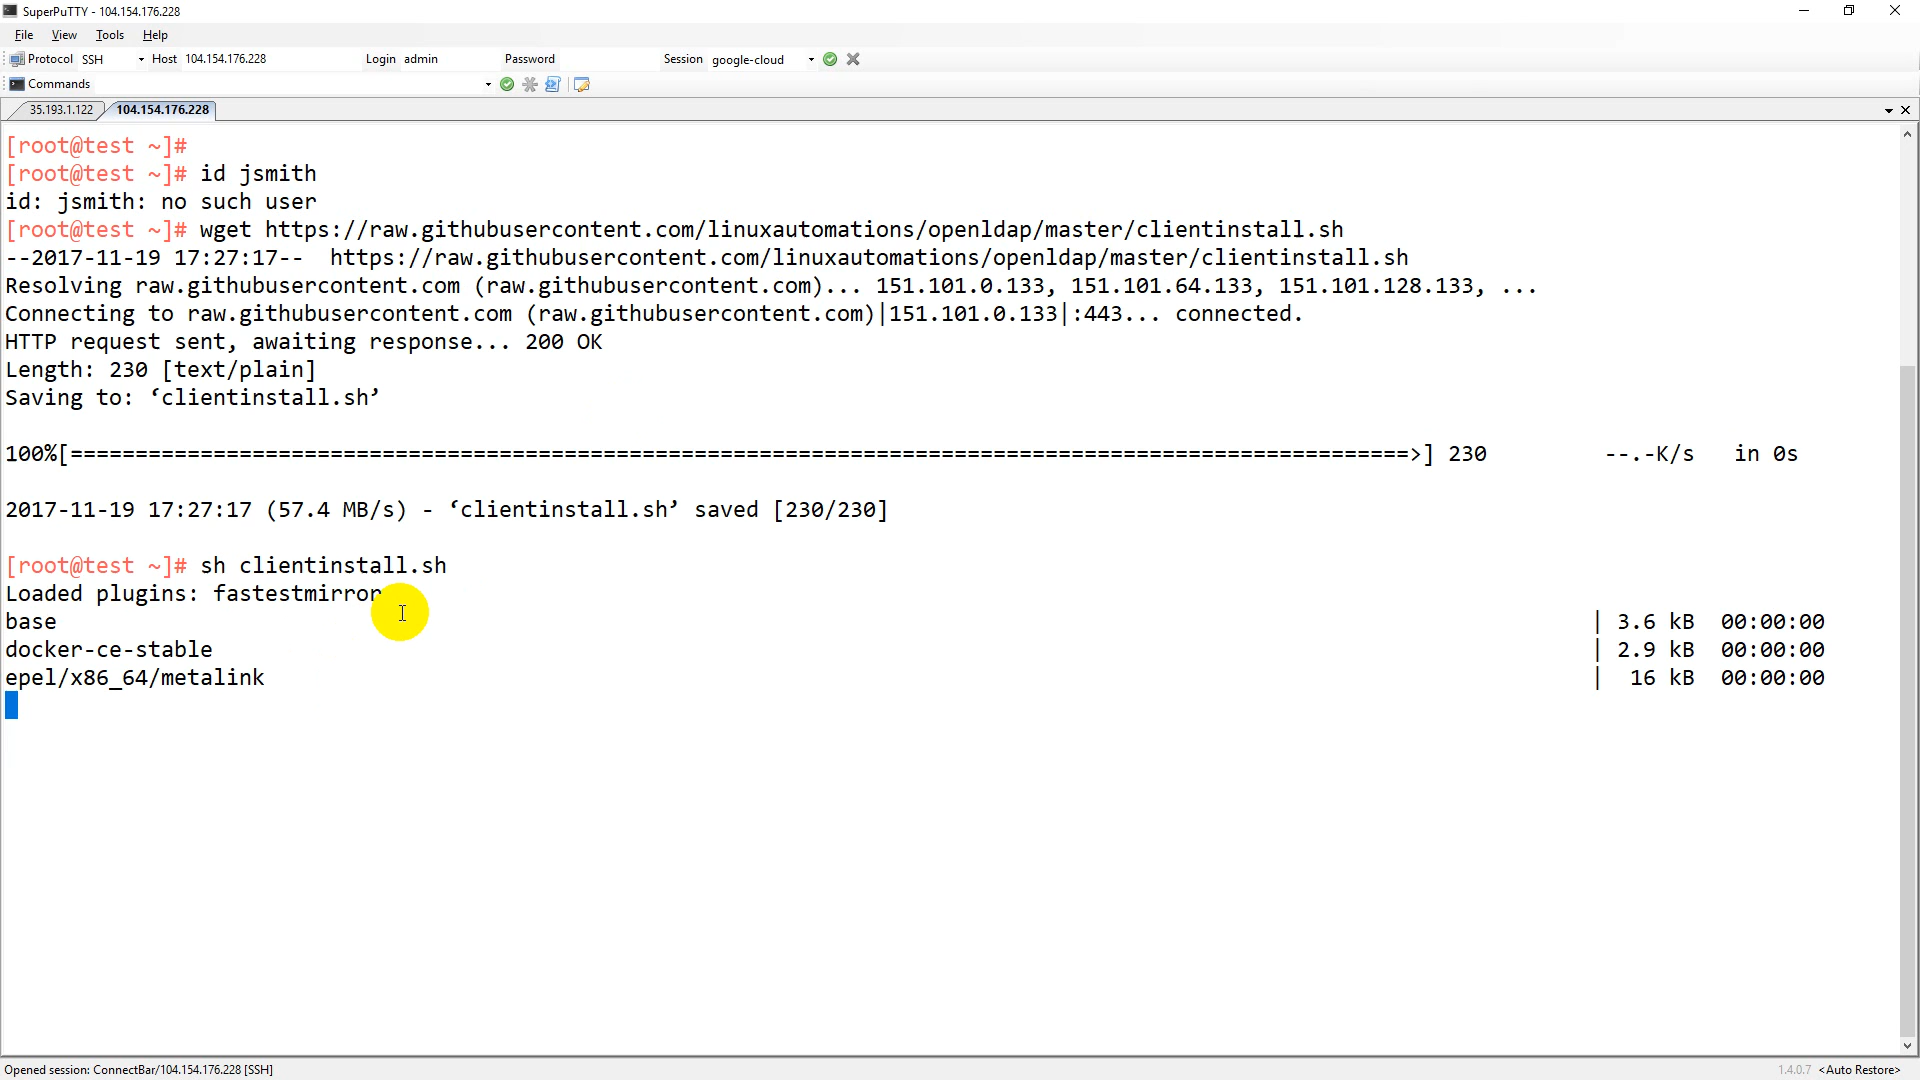 SuperPuTTY - 104.154.176.228
File View Tools Help
Protocol SSH Host 104.154.176.228 Login admin Password Session google-cloud
Commands
35.193.1.122 104.154.176.228
[root@test ~]#
[root@test ~]# id jsmith
id: jsmith: no such user
[root@test ~]# wget https://raw.githubusercontent.com/linuxautomations/openldap/master/clientinstall.sh
--2017-11-19 17:27:17-- https://raw.githubusercontent.com/linuxautomations/openldap/master/clientinstall.sh
Resolving raw.githubusercontent.com (raw.githubusercontent.com)... 151.101.0.133, 151.101.64.133, 151.101.128.133, ...
Connecting to raw.githubusercontent.com (raw.githubusercontent.com)|151.101.0.133|:443... connected.
HTTP request sent, awaiting response... 200 OK
Length: 230 [text/plain]
Saving to: ‘clientinstall.sh’
100%[=======================================================================================================>] 230 --.-K/s in 0s
2017-11-19 17:27:17 (57.4 MB/s) - ‘clientinstall.sh’ saved [230/230]
[root@test ~]# sh clientinstall.sh
Loaded plugins: fastestmirror
base | 3.6 kB 00:00:00
docker-ce-stable | 2.9 kB 00:00:00
epel/x86_64/metalink | 16 kB 00:00:00
Opened session: ConnectBar/104.154.176.228 [SSH] 1.4.0.7 <Auto Restore>